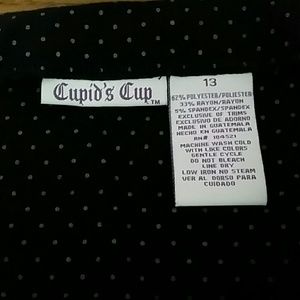 Cupid's Cup™
13
62% POLYESTER/POLIESTER
33% RAYON/RAYON
5% SPANDEX/SPANDEX
EXCLUSIVE OF TRIMS
EXCLUSIVO DE ADORNO
MADE IN GUATEMALA
HECHO EN GUATEMALA
RN# 104521
MACHINE WASH COLD
WITH LIKE COLORS
GENTLE CYCLE
DO NOT BLEACH
LINE DRY
LOW IRON NO STEAM
VER AL DORSO PARA
CUIDADO